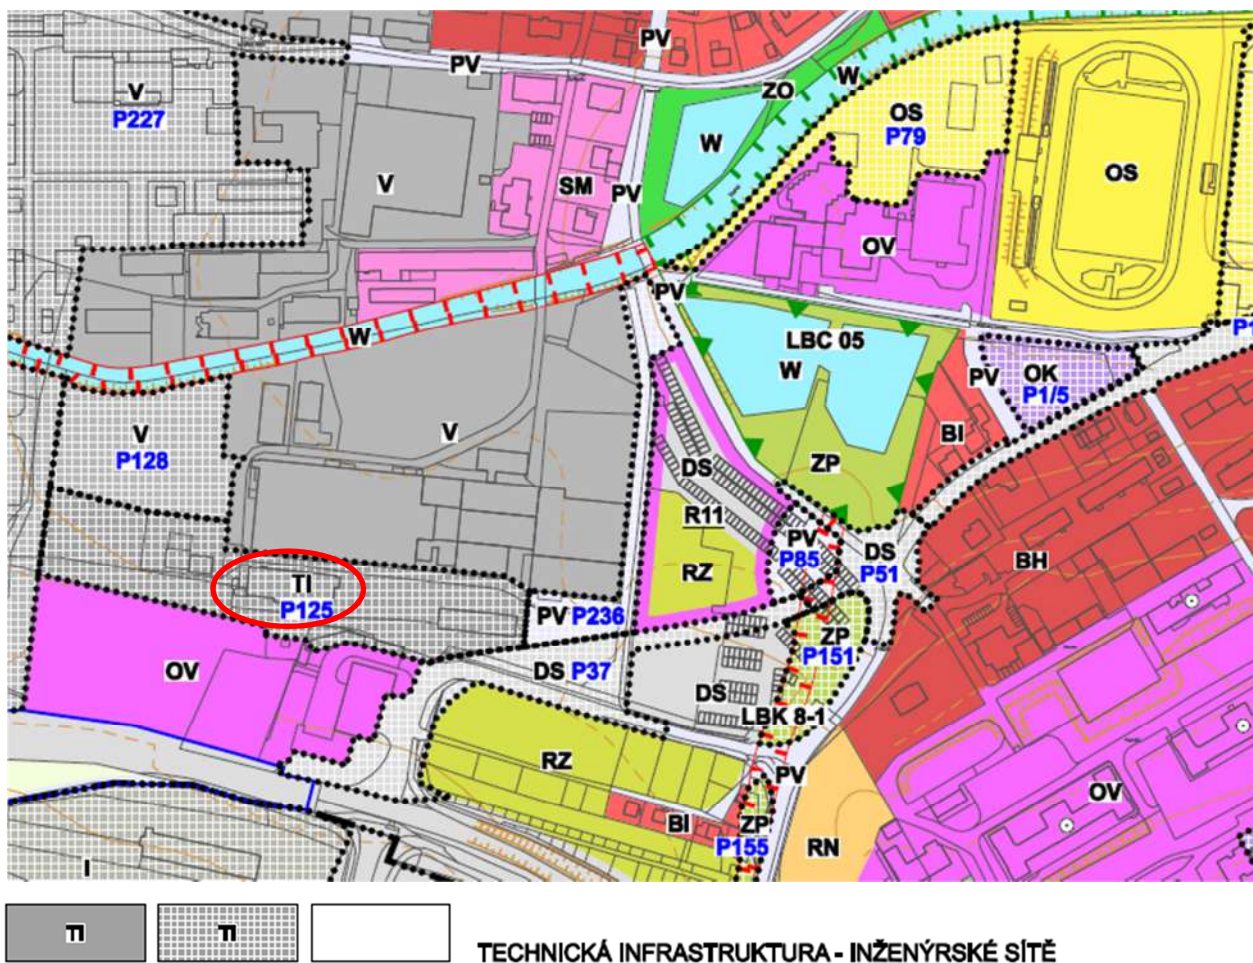 PV
PV
ZO
W
V
P227
OS
P79
W
V
SM
PV
OS
OV
PV
W
LBC 05
W
PV
OK
P1/5
V
P128
V
BI
DS
ZP
R11
PV
P85
DS
P51
BH
RZ
TI
P125
PV P236
ZP
P151
OV
DS P37
DS
LBK 8-1
RZ
PV
OV
BI
ZP
P155
RN
I
TI
TI
TECHNICKÁ INFRASTRUKTURA - INŽENÝRSKÉ SÍTĚ